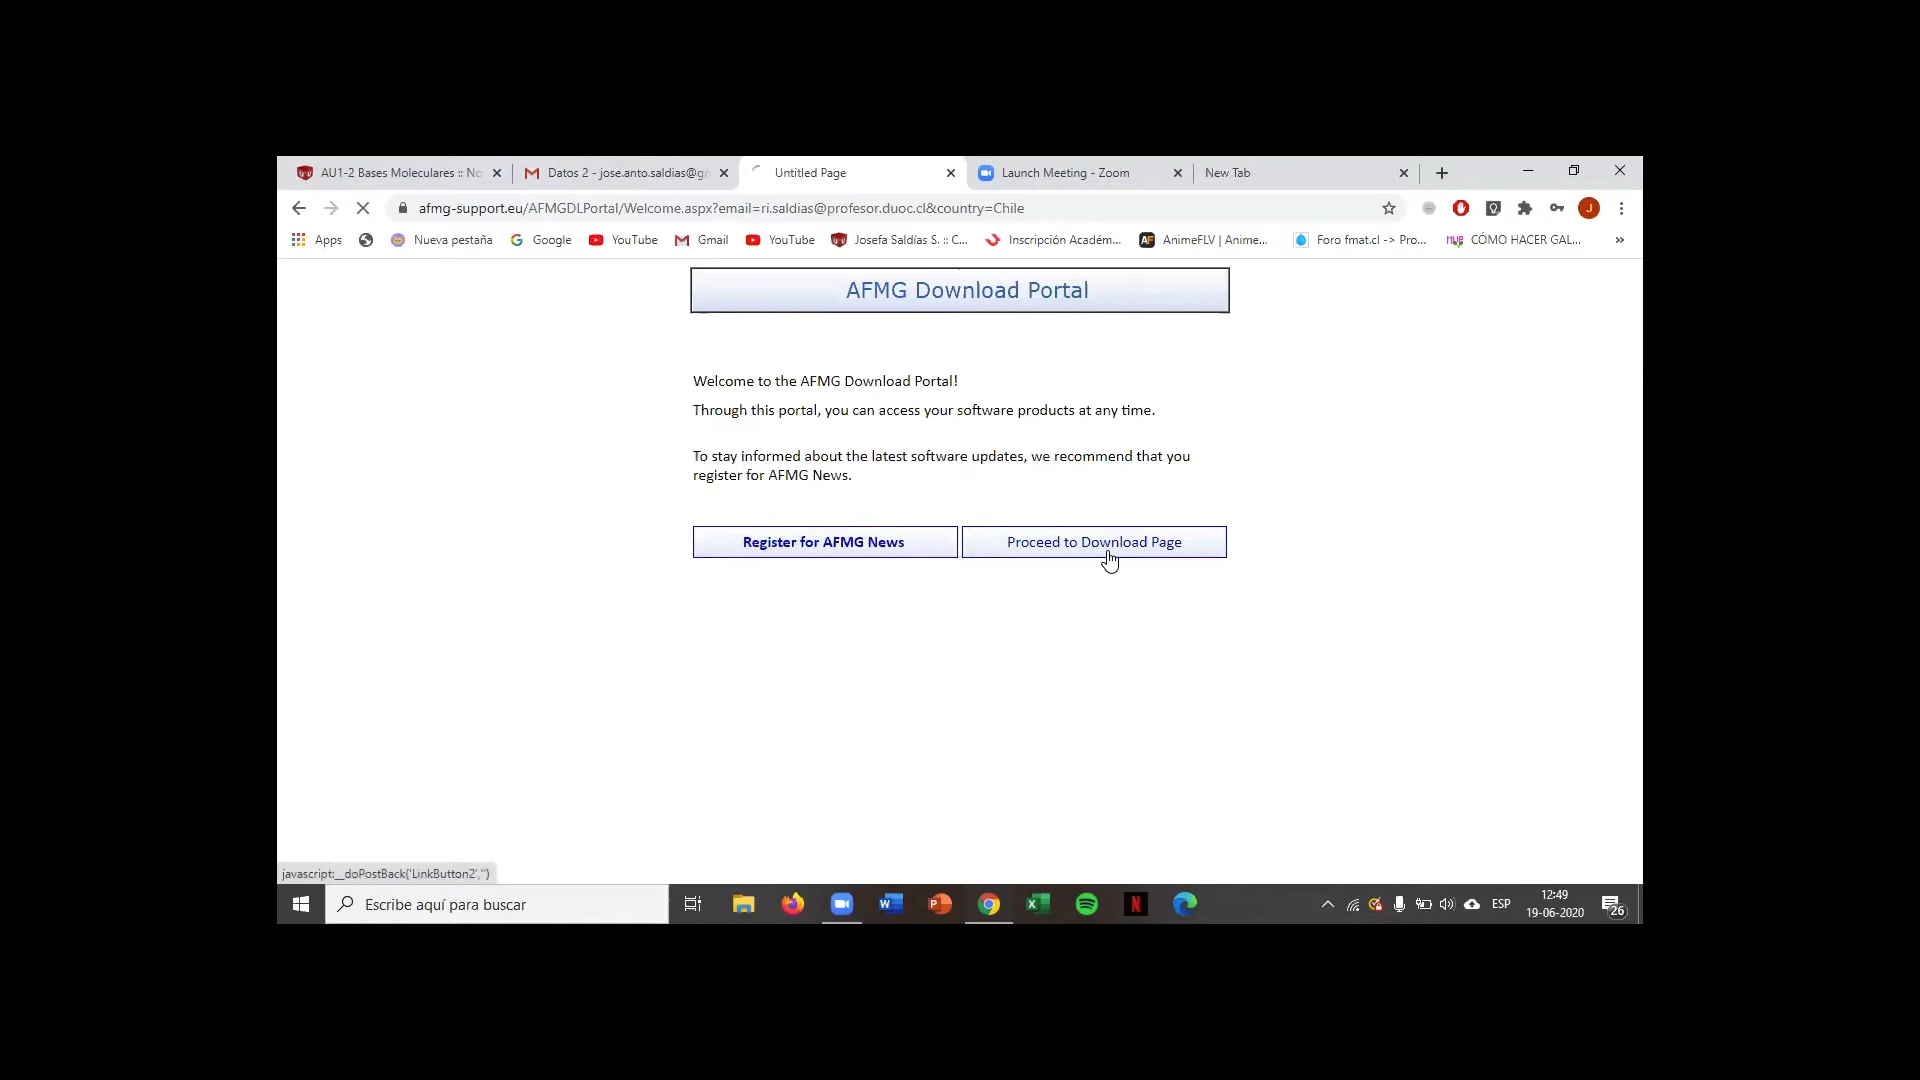 AU1-2 Bases Moleculares :: No
Datos 2 - jose.anto.saldias@gr
Untitled Page
Launch Meeting - Zoom
New Tab
afmg-support.eu/AFMGDLPortal/Welcome.aspx?email=ri.saldias@profesor.duoc.cl&country=Chile
J
Apps
Nueva pestaña
Google
YouTube
Gmail
YouTube
Josefa Saldías S. :: C...
Inscripción Académ...
AnimeFLV | Anime...
Foro fmat.cl -> Pro...
CÓMO HACER GAL...
»
AFMG Download Portal
Welcome to the AFMG Download Portal!
Through this portal, you can access your software products at any time.
To stay informed about the latest software updates, we recommend that you
register for AFMG News.
Register for AFMG News
Proceed to Download Page
javascript:__doPostBack('LinkButton2','')
Escribe aquí para buscar
ESP
12:49
19-06-2020
26